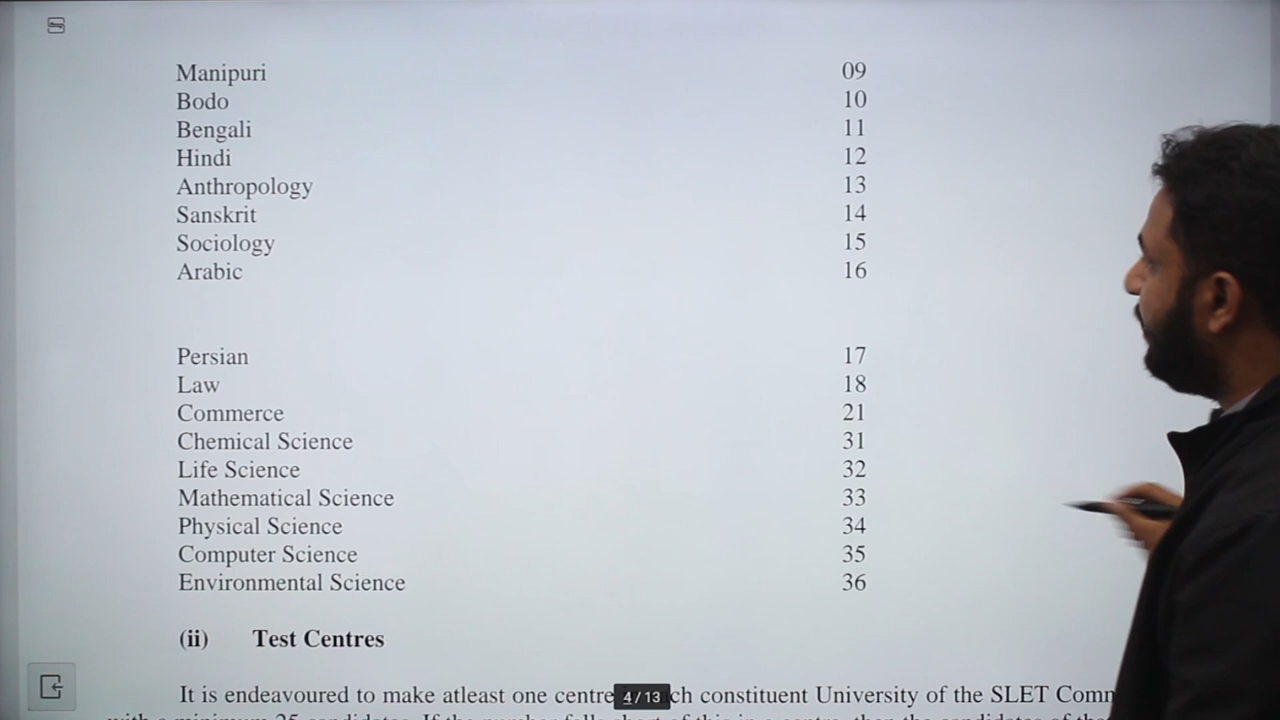 Manipuri 09
Bodo 10
Bengali 11
Hindi 12
Anthropology 13
Sanskrit 14
Sociology 15
Arabic 16
Persian 17
Law 18
Commerce 21
Chemical Science 31
Life Science 32
Mathematical Science 33
Physical Science 34
Computer Science 35
Environmental Science 36
(ii) Test Centres
It is endeavoured to make atleast one centre constituent University of the SLET
4 / 13